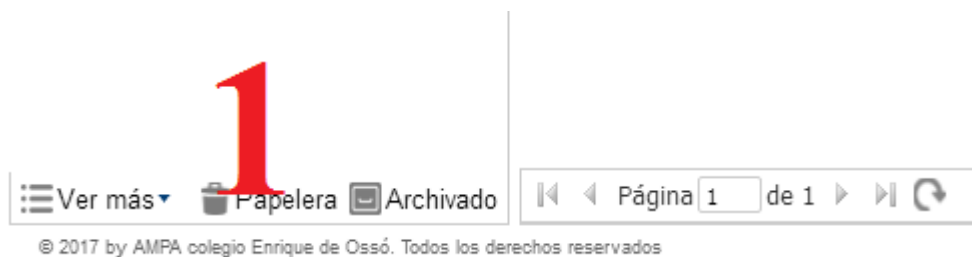 1
Ver más Papelera Archivado Página 1 de 1
© 2017 by AMPA colegio Enrique de Ossó. Todos los derechos reservados